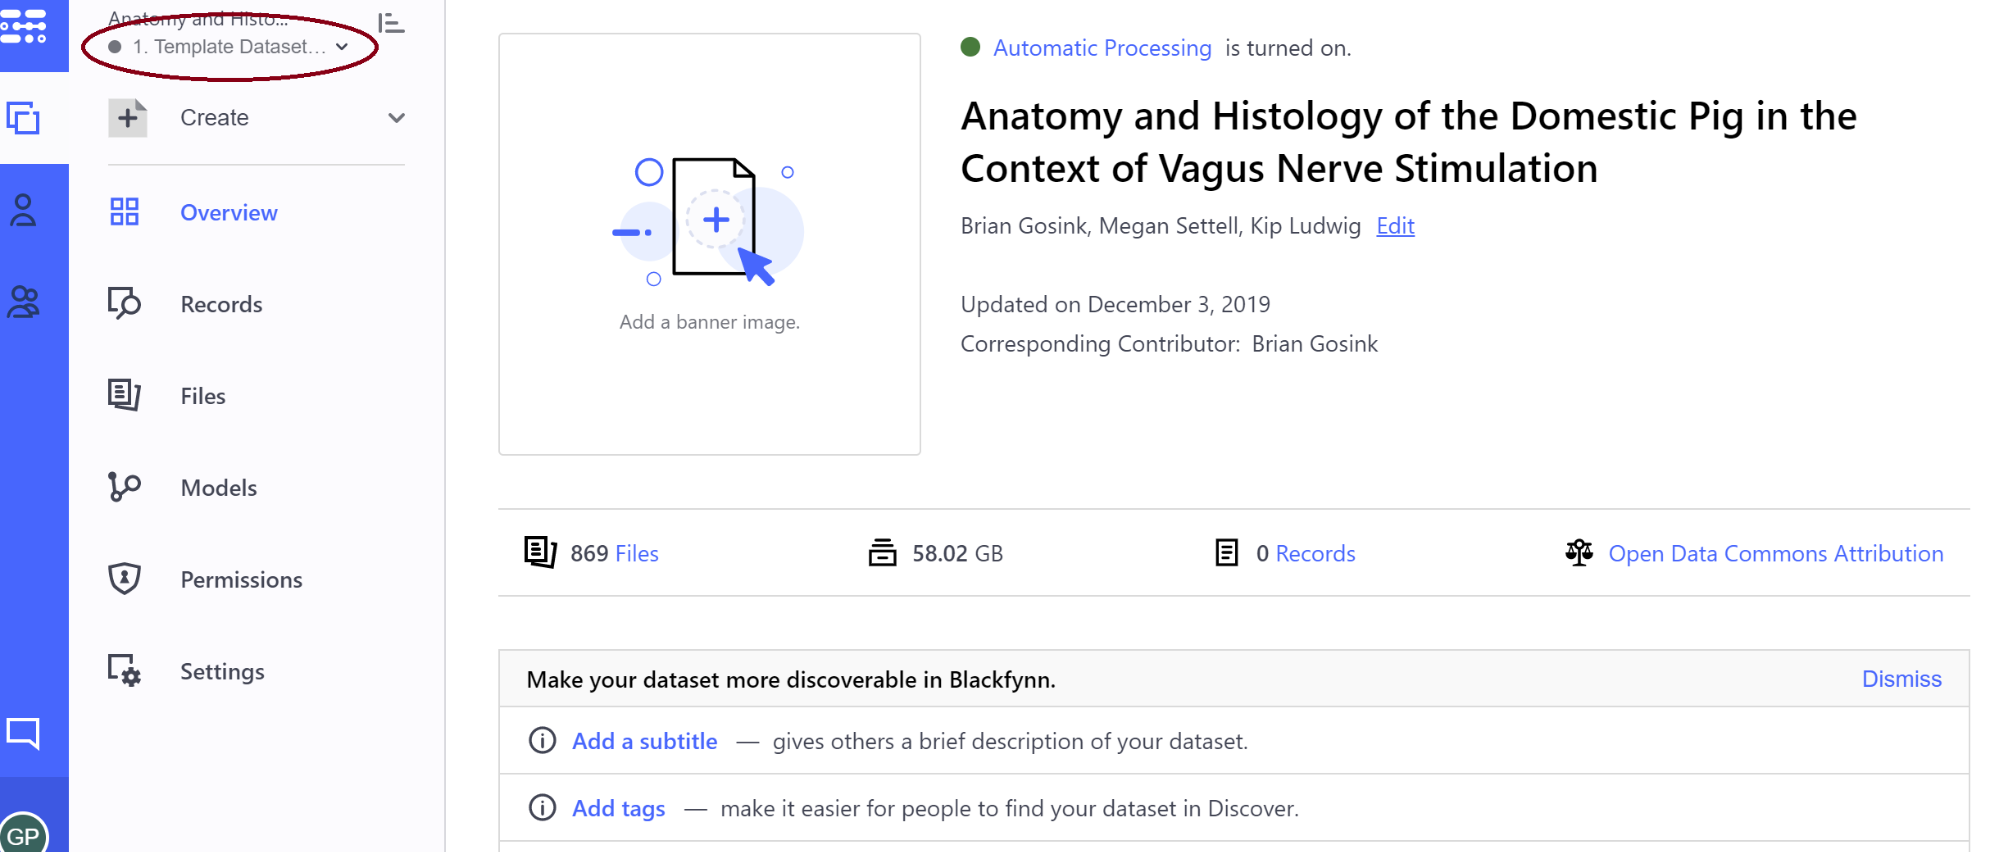 Anatomy and Histo...
1. Template Dataset...
Create
Overview
Records
Files
Models
Permissions
Settings
GP
Add a banner image.
Automatic Processing is turned on.
Anatomy and Histology of the Domestic Pig in the
Context of Vagus Nerve Stimulation
Brian Gosink, Megan Settell, Kip Ludwig Edit
Updated on December 3, 2019
Corresponding Contributor: Brian Gosink
869 Files 58.02 GB 0 Records Open Data Commons Attribution
Make your dataset more discoverable in Blackfynn. Dismiss
Add a subtitle — gives others a brief description of your dataset.
Add tags — make it easier for people to find your dataset in Discover.